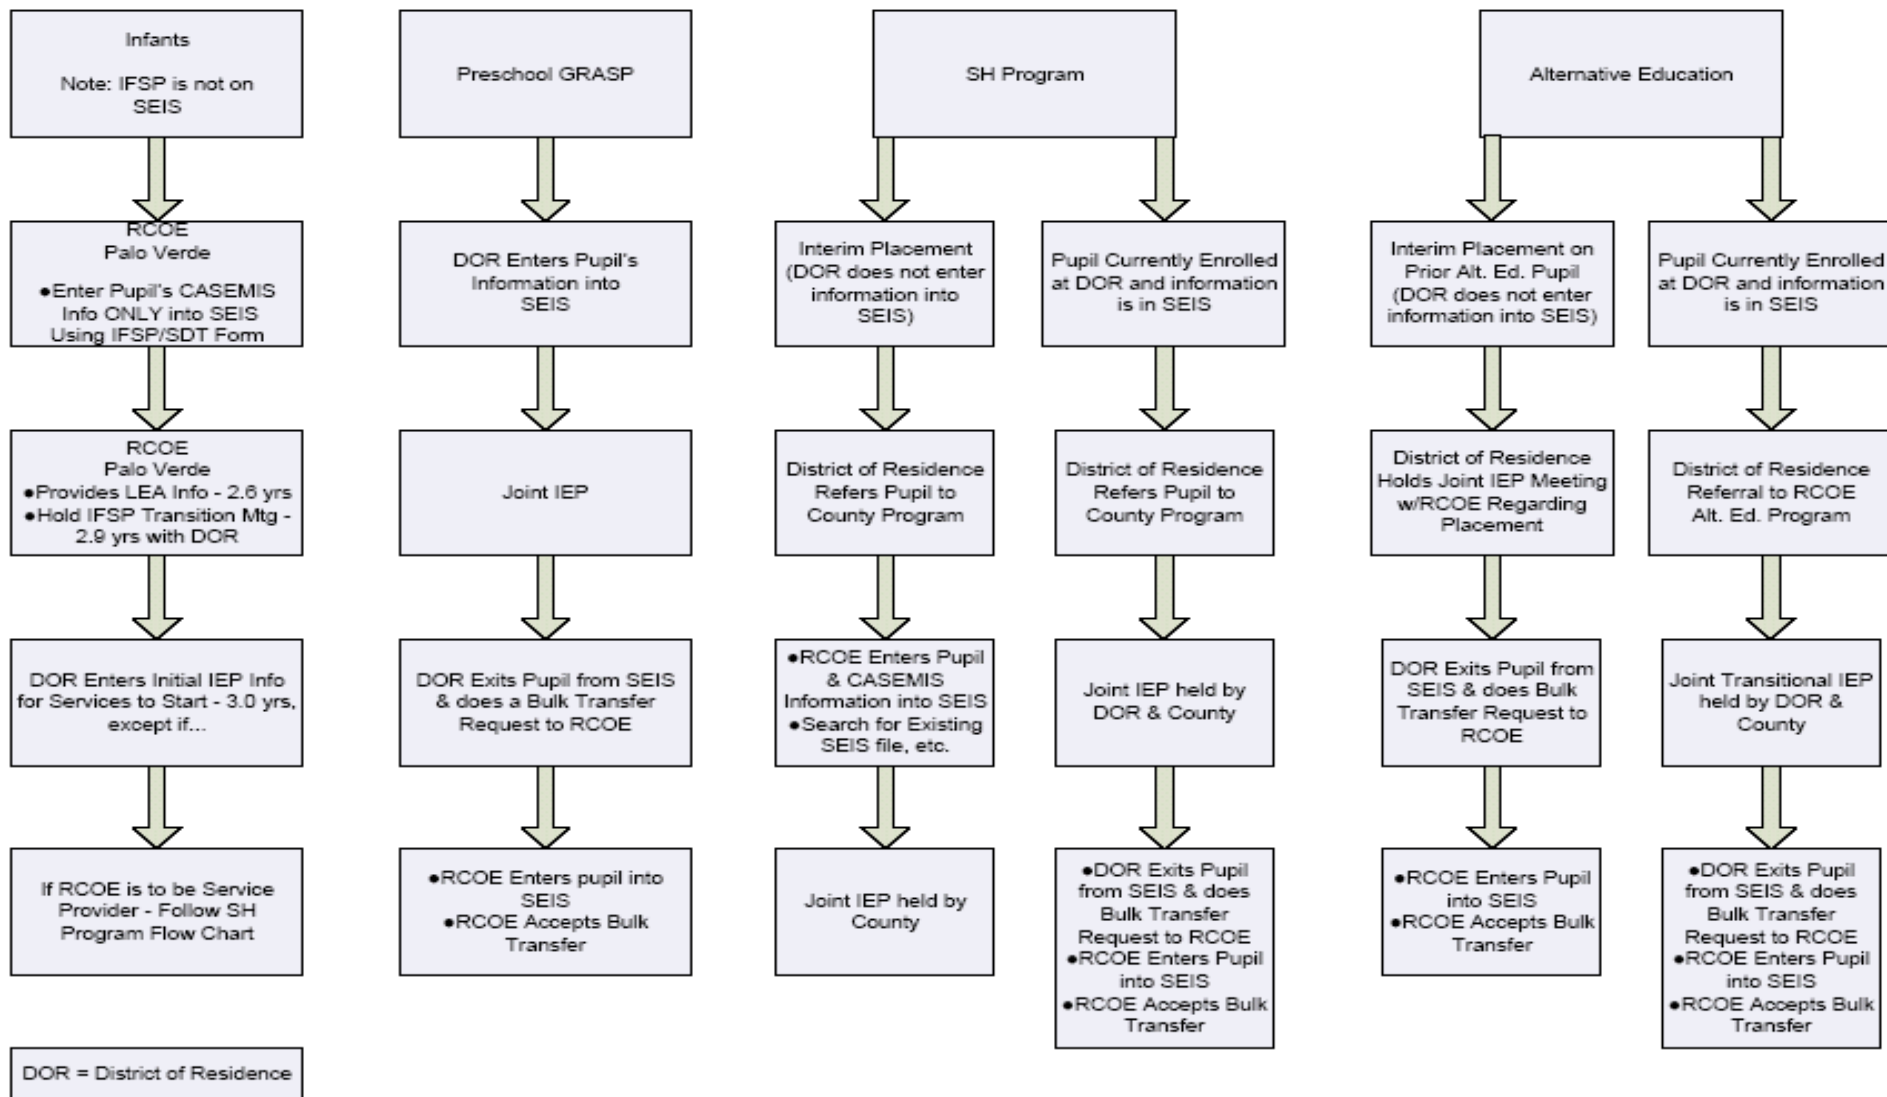 Infants
Note: IFSP is not on
SEIS
Preschool GRASP
SH Program
Alternative Education
RCOE
Palo Verde
●Enter Pupil's CASEMIS
Info ONLY into SEIS
Using IFSP/SDT Form
DOR Enters Pupil's
Information into
SEIS
Interim Placement
(DOR does not enter
information into
SEIS)
Pupil Currently Enrolled
at DOR and information
is in SEIS
Interim Placement on
Prior Alt. Ed. Pupil
(DOR does not enter
information into SEIS)
Pupil Currently Enrolled
at DOR and information
is in SEIS
RCOE
Palo Verde
●Provides LEA Info - 2.6 yrs
●Hold IFSP Transition Mtg -
2.9 yrs with DOR
Joint IEP
District of Residence
Refers Pupil to
County Program
District of Residence
Refers Pupil to
County Program
District of Residence
Holds Joint IEP Meeting
w/RCOE Regarding
Placement
District of Residence
Referral to RCOE
Alt. Ed. Program
DOR Enters Initial IEP Info
for Services to Start - 3.0 yrs,
except if...
DOR Exits Pupil from SEIS
& does a Bulk Transfer
Request to RCOE
●RCOE Enters Pupil
& CASEMIS
Information into SEIS
●Search for Existing
SEIS file, etc.
Joint IEP held by
DOR & County
DOR Exits Pupil from
SEIS & does Bulk
Transfer Request to
RCOE
Joint Transitional IEP
held by DOR &
County
If RCOE is to be Service
Provider - Follow SH
Program Flow Chart
●RCOE Enters pupil into
SEIS
●RCOE Accepts Bulk
Transfer
Joint IEP held by
County
●DOR Exits Pupil
from SEIS & does
Bulk Transfer
Request to RCOE
●RCOE Enters Pupil
into SEIS
●RCOE Accepts Bulk
Transfer
●RCOE Enters Pupil
into SEIS
●RCOE Accepts Bulk
Transfer
●DOR Exits Pupil
from SEIS & does
Bulk Transfer
Request to RCOE
●RCOE Enters Pupil
into SEIS
●RCOE Accepts Bulk
Transfer
DOR = District of Residence